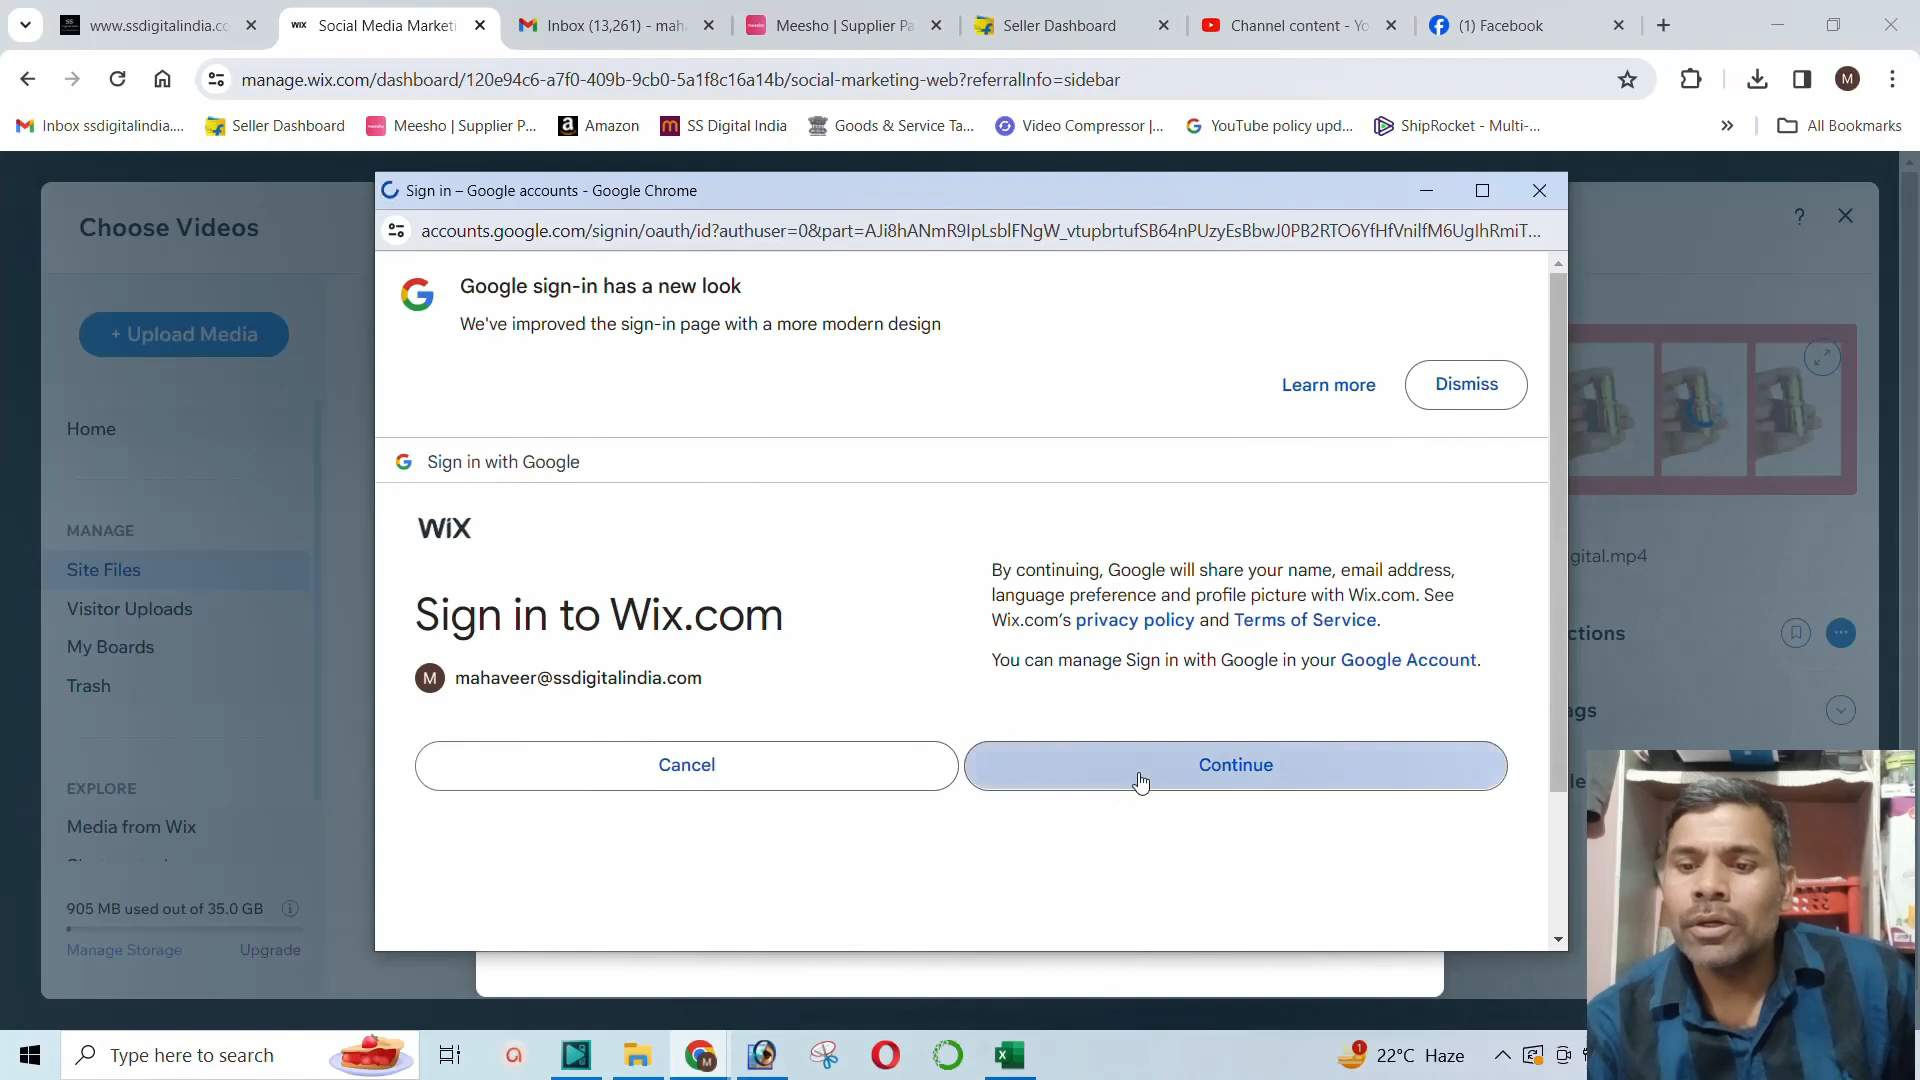 www.ssdigitalindia.co
WIX Social Media Marketi
Inbox (13,261) - mah
Meesho | Supplier Pa
Seller Dashboard
Channel content - Yo
(1) Facebook
manage.wix.com/dashboard/120e94c6-a7f0-409b-9cb0-5a1f8c16a14b/social-marketing-web?referralInfo=sidebar
M
Inbox ssdigitalindia....
Seller Dashboard
Meesho | Supplier P...
Amazon
SS Digital India
Goods & Service Ta...
Video Compressor |...
YouTube policy upd...
ShipRocket - Multi-...
All Bookmarks
Choose Videos
+ Upload Media
Home
MANAGE
Site Files
Visitor Uploads
My Boards
Trash
EXPLORE
Media from Wix
905 MB used out of 35.0 GB
Manage Storage
Upgrade
Sign in – Google accounts - Google Chrome
accounts.google.com/signin/oauth/id?authuser=0&part=
Google sign-in has a new look
We've improved the sign-in page with a more modern design
Learn more
Dismiss
Sign in with Google
WiX
Sign in to Wix.com
M mahaveer@ssdigitalindia.com
By continuing, Google will share your name, email address,
language preference and profile picture with Wix.com. See
Wix.com's privacy policy and Terms of Service.
You can manage Sign in with Google in your Google Account.
Cancel
Continue
gital.mp4
ctions
ags
le
Type here to search
1
22°C Haze